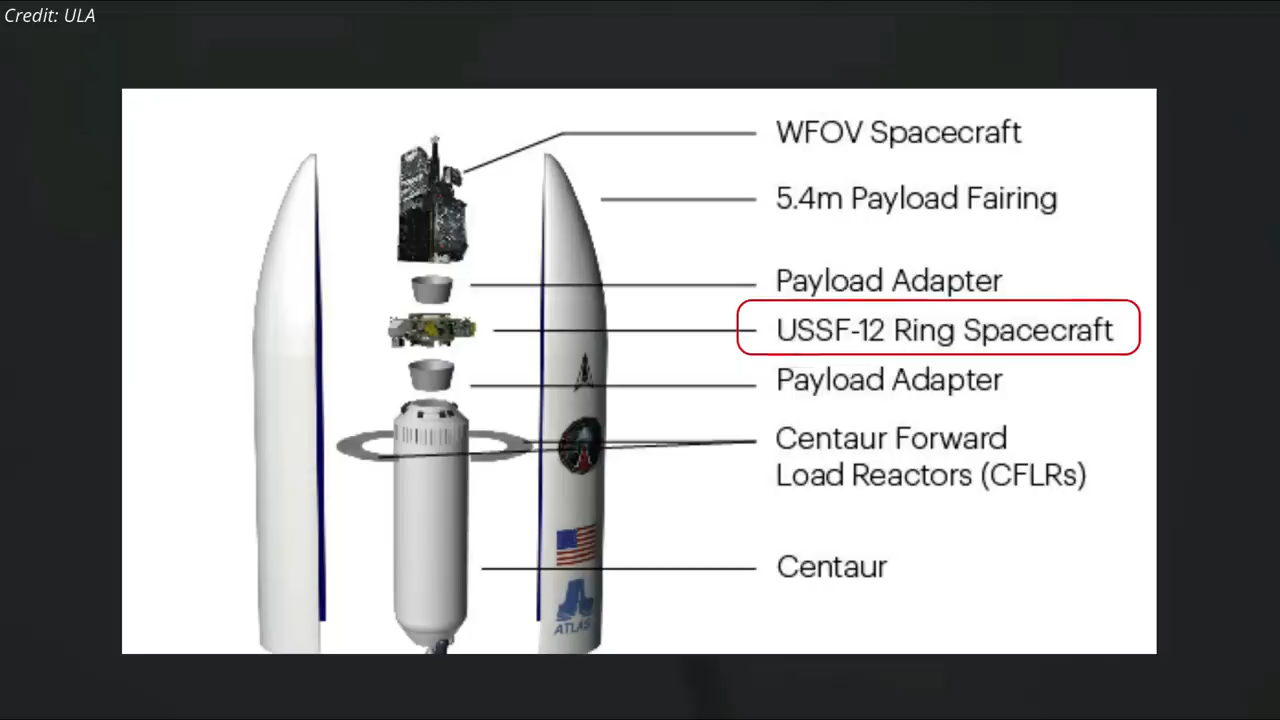 Credit: ULA
WFOV Spacecraft
5.4m Payload Fairing
Payload Adapter
USSF-12 Ring Spacecraft
Payload Adapter
Centaur Forward
Load Reactors (CFLRs)
Centaur
ATLAS